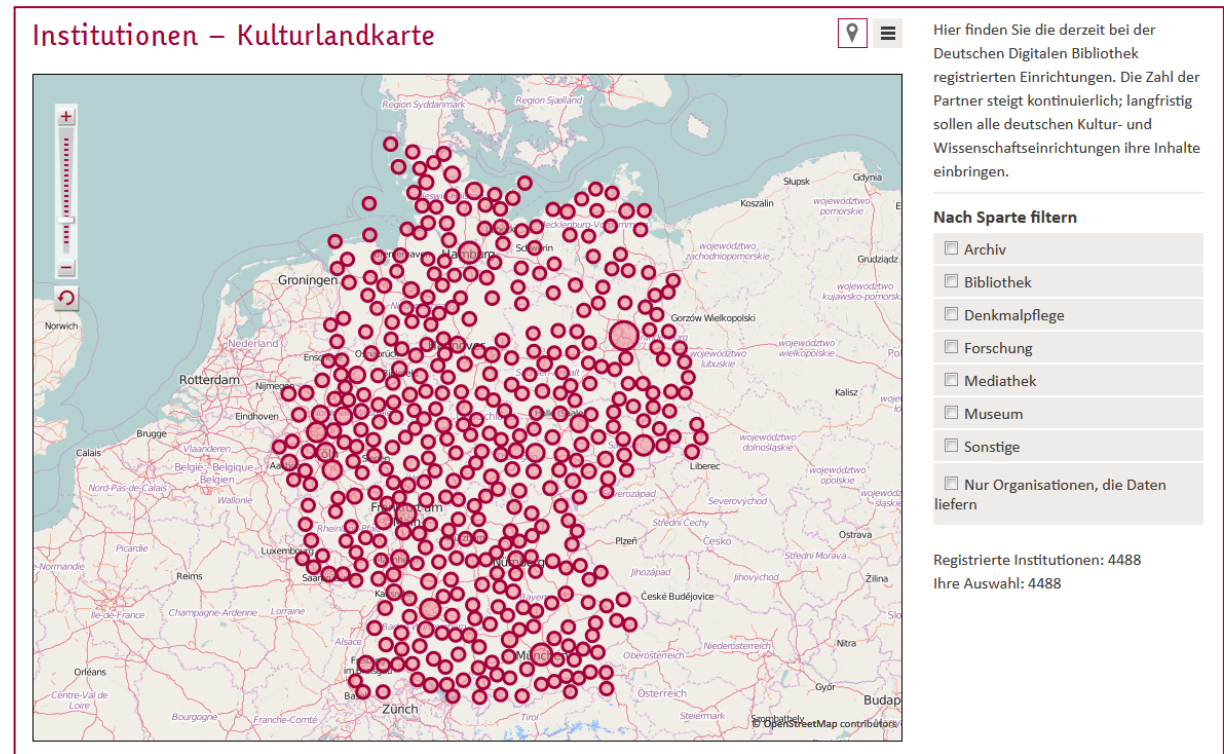 Institutionen – Kulturlandkarte
Hier finden Sie die derzeit bei der
Deutschen Digitalen Bibliothek
registrierten Einrichtungen. Die Zahl der
Partner steigt kontinuierlich; langfristig
sollen alle deutschen Kultur- und
Wissenschaftseinrichtungen ihre Inhalte
einbringen.
Nach Sparte filtern
Archiv
Bibliothek
Denkmalpflege
Forschung
Mediathek
Museum
Sonstige
Nur Organisationen, die Daten
liefern
Registrierte Institutionen: 4488
Ihre Auswahl: 4488
Region Syddanmark
Region Sjælland
Słupsk
Gdynia
Koszalin
województwo
pomorskie
województwo
zachodniopomorskie
Grudziądz
województwo
kujawsko-pomorsk
Hamburg
Groningen
Norwich
Gorzów Wielkopolski
Nederland
województwo
lubuskie
województwo
wielkopolskie
Rotterdam
Nijmegen
Kalisz
Eindhoven
Brugge
Calais
Vlaanderen
België - Belgique
Belgien
Nord-Pas-de-Calais
Wallonie
województwo
dolnośląskie
Liberec
województwo
opolskie
Severozápad
Severovýchod
Střední Čechy
Ostrava
Plzeň
Česko
Střední Morava
Picardie
Luxembourg
Reims
Jihozápad
Jihovýchod
Žilina
České Budějovice
Île-de-France
Champagne-Ardenne
Lorraine
Alsace
Nitra
Niederösterreich
Oberösterreich
München
Orléans
Centre-Val de
Loire
Zürich
Österreich
Győr
Budap
Bourgogne
Franche-Comté
Tirol
Steiermark
Szombathely
© OpenStreetMap contributors